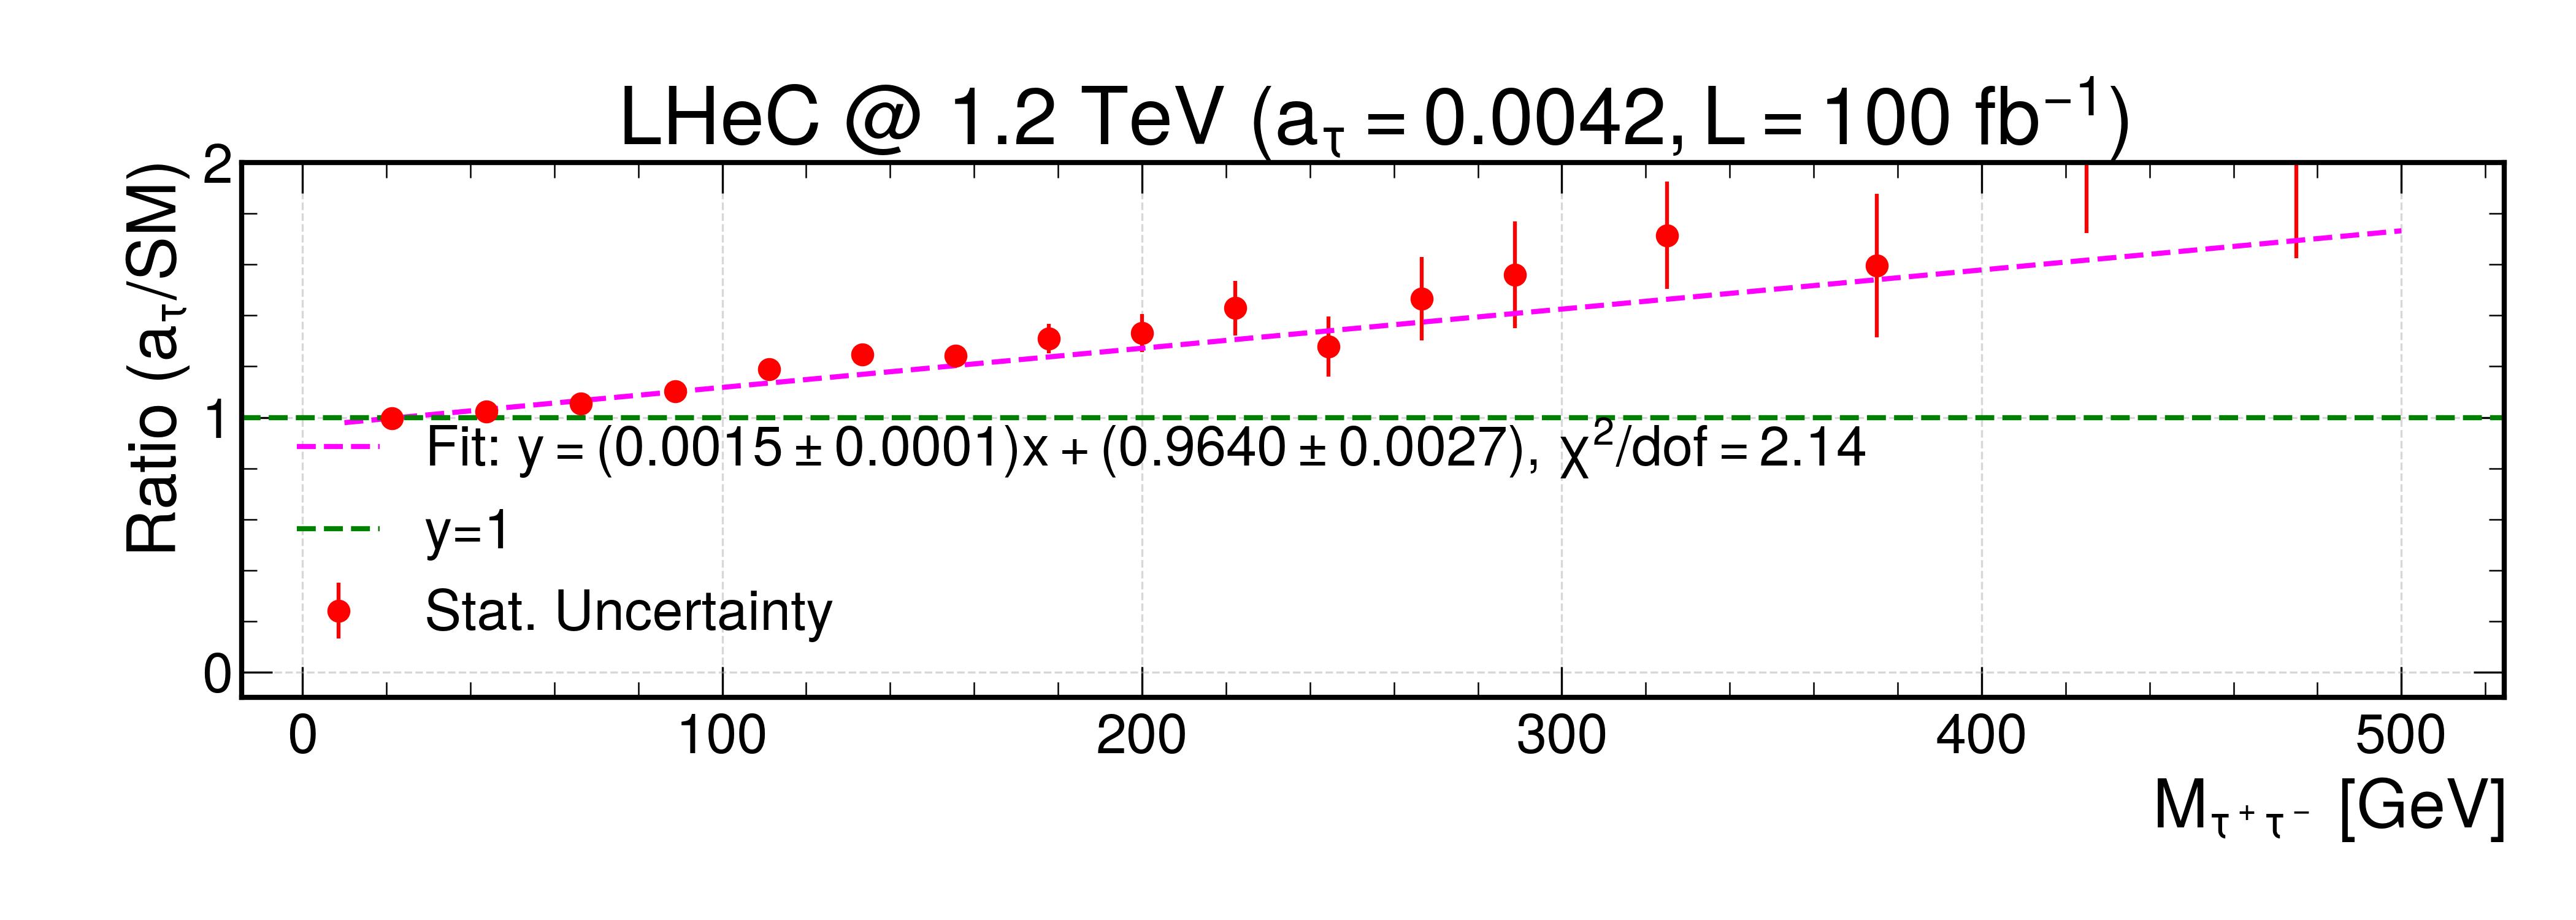 LHeC @ 1.2 TeV (aτ = 0.0042, L = 100 fb⁻¹)
Ratio (aτ/SM)
2
1
0
Fit: y = (0.0015 ± 0.0001)x + (0.9640 ± 0.0027), χ²/dof = 2.14
y=1
Stat. Uncertainty
0 100 200 300 400 500
Mτ⁺τ⁻ [GeV]